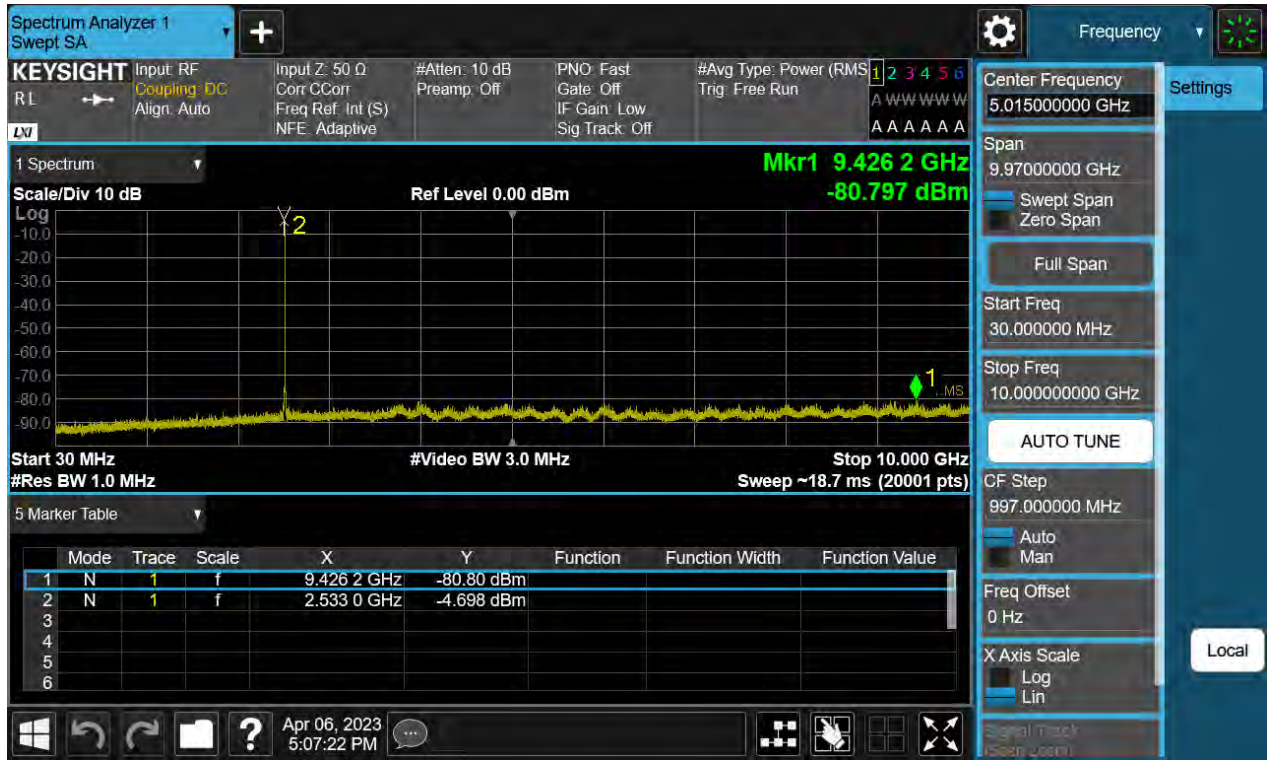 Spectrum Analyzer 1
Swept SA
+
Frequency
KEYSIGHT
RL
LXI
Input: RF
Coupling: DC
Align: Auto
Input Z: 50 Ω
Corr CCorr
Freq Ref: Int (S)
NFE: Adaptive
#Atten: 10 dB
Preamp: Off
PNO: Fast
Gate: Off
IF Gain: Low
Sig Track: Off
#Avg Type: Power (RMS
Trig: Free Run
1 2 3 4 5 6
A W W W W W
A A A A A A
1 Spectrum
Scale/Div 10 dB
Ref Level 0.00 dBm
Mkr1 9.426 2 GHz
-80.797 dBm
Log
-10.0
-20.0
-30.0
-40.0
-50.0
-60.0
-70.0
-80.0
-90.0
2
1
MS
Start 30 MHz
#Video BW 3.0 MHz
Stop 10.000 GHz
#Res BW 1.0 MHz
Sweep ~18.7 ms (20001 pts)
5 Marker Table
Mode Trace Scale X Y Function Function Width Function Value
1 N 1 f 9.426 2 GHz -80.80 dBm
2 N 1 f 2.533 0 GHz -4.698 dBm
3
4
5
6
?
Apr 06, 2023
5:07:22 PM
Center Frequency
5.015000000 GHz
Settings
Span
9.97000000 GHz
Swept Span
Zero Span
Full Span
Start Freq
30.000000 MHz
Stop Freq
10.000000000 GHz
AUTO TUNE
CF Step
997.000000 MHz
Auto
Man
Freq Offset
0 Hz
X Axis Scale
Log
Lin
Local
Signal Track
(Span Zoom)